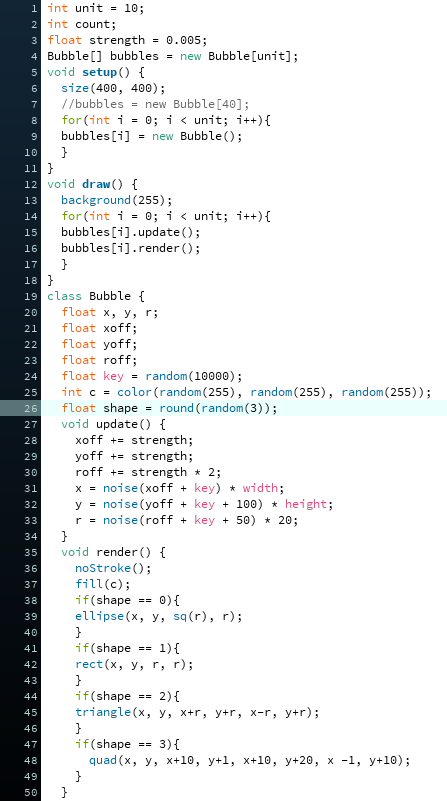 1 int unit = 10;
2 int count;
3 float strength = 0.005;
4 Bubble[] bubbles = new Bubble[unit];
5 void setup() {
6 size(400, 400);
7 //bubbles = new Bubble[40];
8 for(int i = 0; i < unit; i++){
9 bubbles[i] = new Bubble();
10 }
11 }
12 void draw() {
13 background(255);
14 for(int i = 0; i < unit; i++){
15 bubbles[i].update();
16 bubbles[i].render();
17 }
18 }
19 class Bubble {
20 float x, y, r;
21 float xoff;
22 float yoff;
23 float roff;
24 float key = random(10000);
25 int c = color(random(255), random(255), random(255));
26 float shape = round(random(3));
27 void update() {
28 xoff += strength;
29 yoff += strength;
30 roff += strength * 2;
31 x = noise(xoff + key) * width;
32 y = noise(yoff + key + 100) * height;
33 r = noise(roff + key + 50) * 20;
34 }
35 void render() {
36 noStroke();
37 fill(c);
38 if(shape == 0){
39 ellipse(x, y, sq(r), r);
40 }
41 if(shape == 1){
42 rect(x, y, r, r);
43 }
44 if(shape == 2){
45 triangle(x, y, x+r, y+r, x-r, y+r);
46 }
47 if(shape == 3){
48 quad(x, y, x+10, y+1, x+10, y+20, x -1, y+10);
49 }
50 }